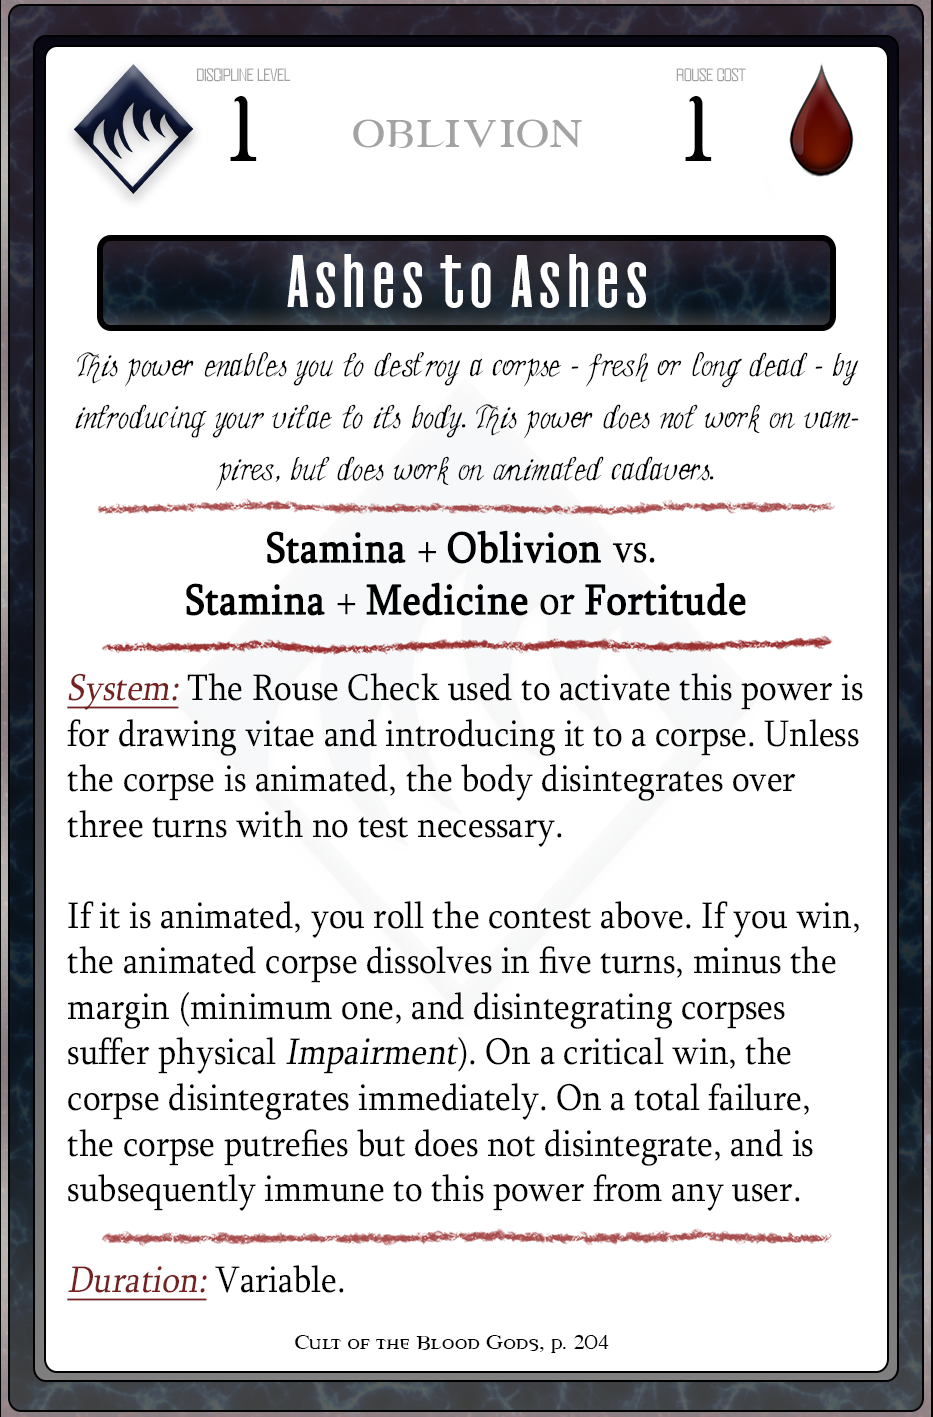 DISCIPLINE LEVEL
1
OBLIVION
ROUSE COST
1
Ashes to Ashes
This power enables you to destroy a corpse - fresh or long dead - by
introducing your vitae to its body. This power does not work on vam-
pires, but does work on animated cadavers.
Stamina + Oblivion vs.
Stamina + Medicine or Fortitude
System: The Rouse Check used to activate this power is
for drawing vitae and introducing it to a corpse. Unless
the corpse is animated, the body disintegrates over
three turns with no test necessary.
If it is animated, you roll the contest above. If you win,
the animated corpse dissolves in five turns, minus the
margin (minimum one, and disintegrating corpses
suffer physical Impairment). On a critical win, the
corpse disintegrates immediately. On a total failure,
the corpse putrefies but does not disintegrate, and is
subsequently immune to this power from any user.
Duration: Variable.
Cult of the Blood Gods, p. 204